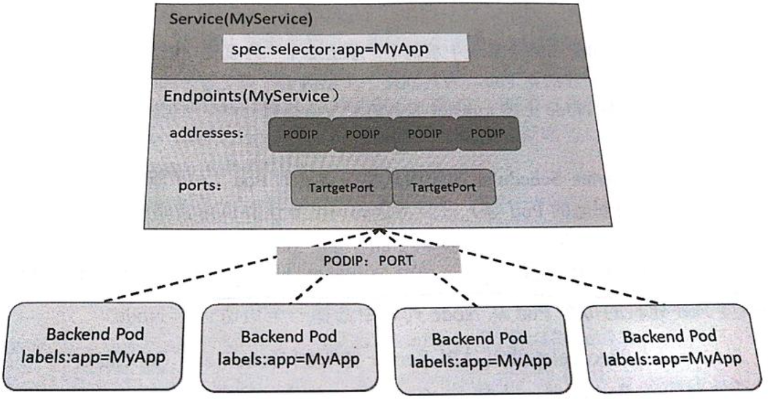 Service(MyService)
spec.selector:app=MyApp
Endpoints(MyService）
addresses: PODIP PODIP PODIP PODIP
ports: TartgetPort TartgetPort
PODIP: PORT
Backend Pod Backend Pod Backend Pod Backend Pod
labels:app=MyApp labels:app=MyApp labels:app=MyApp labels:app=MyApp